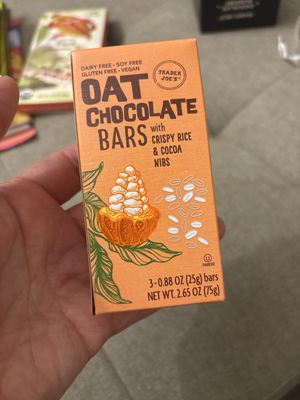 DAIRY FREE • SOY FREE
GLUTEN FREE • VEGAN
TRADER
JOE'S
OAT
CHOCOLATE
BARS with
CRISPY RICE
& COCOA
NIBS
U
PAREVE
3-0.88 OZ (25g) bars
NET WT. 2.65 OZ (75g)